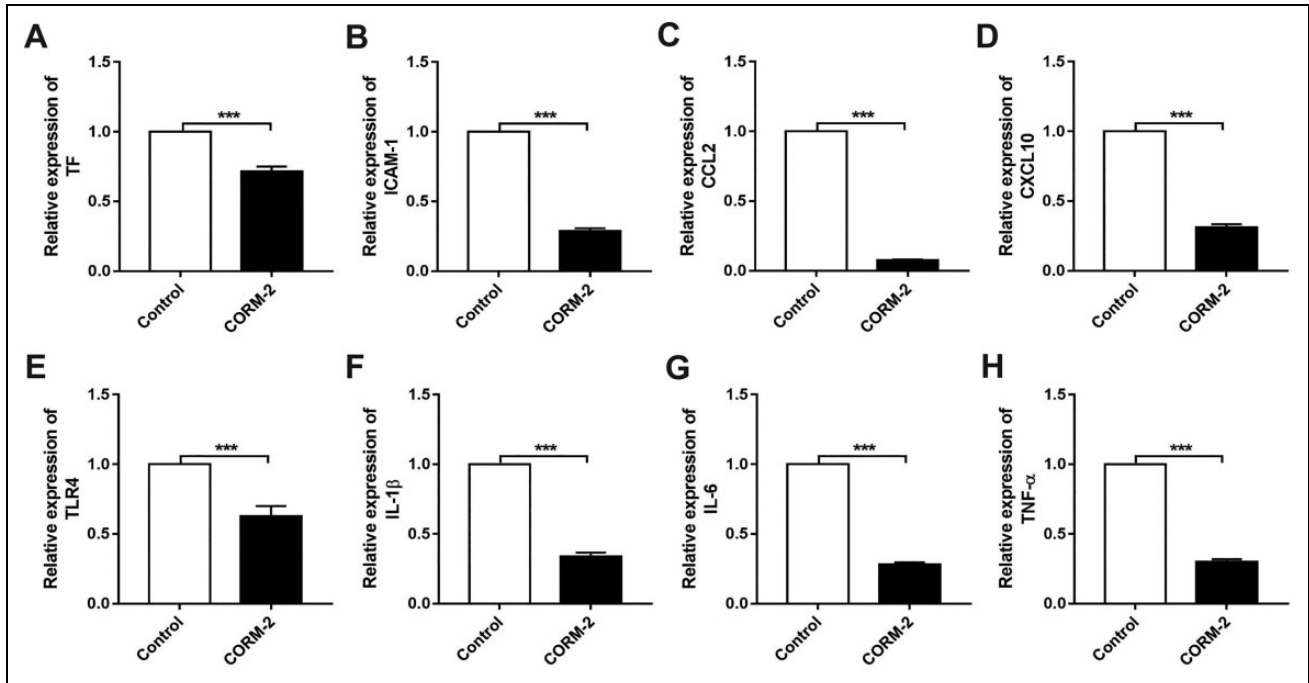 A
Relative expression of
TF
1.5
1.0
0.5
0.0
***
Control
CORM-2
B
Relative expression of
ICAM-1
1.5
1.0
0.5
0.0
***
Control
CORM-2
C
Relative expression of
CCL2
1.5
1.0
0.5
0.0
***
Control
CORM-2
D
Relative expression of
CXCL10
1.5
1.0
0.5
0.0
***
Control
CORM-2
E
Relative expression of
TLR4
1.5
1.0
0.5
0.0
***
Control
CORM-2
F
Relative expression of
IL-1β
1.5
1.0
0.5
0.0
***
Control
CORM-2
G
Relative expression of
IL-6
1.5
1.0
0.5
0.0
***
Control
CORM-2
H
Relative expression of
TNF-α
1.5
1.0
0.5
0.0
***
Control
CORM-2